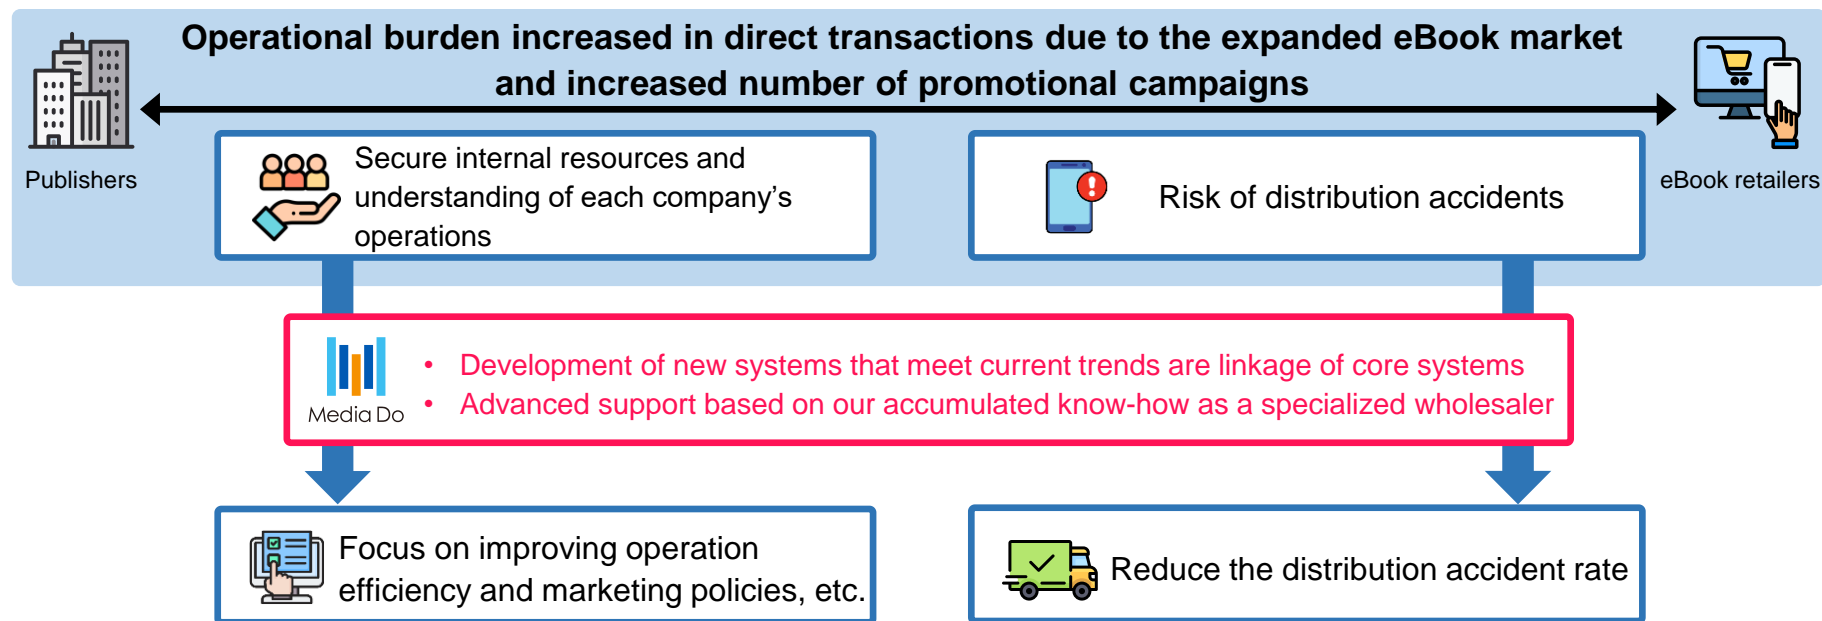 Operational burden increased in direct transactions due to the expanded eBook market
and increased number of promotional campaigns
Publishers
eBook retailers
Secure internal resources and
understanding of each company's
operations
Risk of distribution accidents
Media Do
• Development of new systems that meet current trends are linkage of core systems
• Advanced support based on our accumulated know-how as a specialized wholesaler
Focus on improving operation
efficiency and marketing policies, etc.
Reduce the distribution accident rate